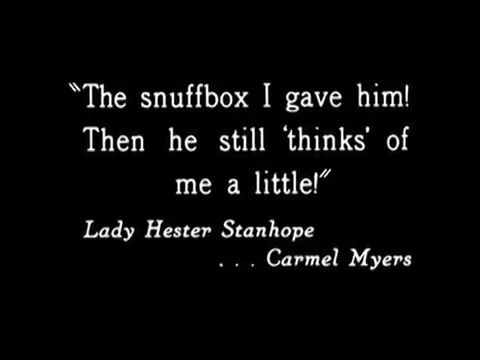 "The snuffbox I gave him!
Then he still 'thinks' of
me a little!"
Lady Hester Stanhope
. . . Carmel Myers